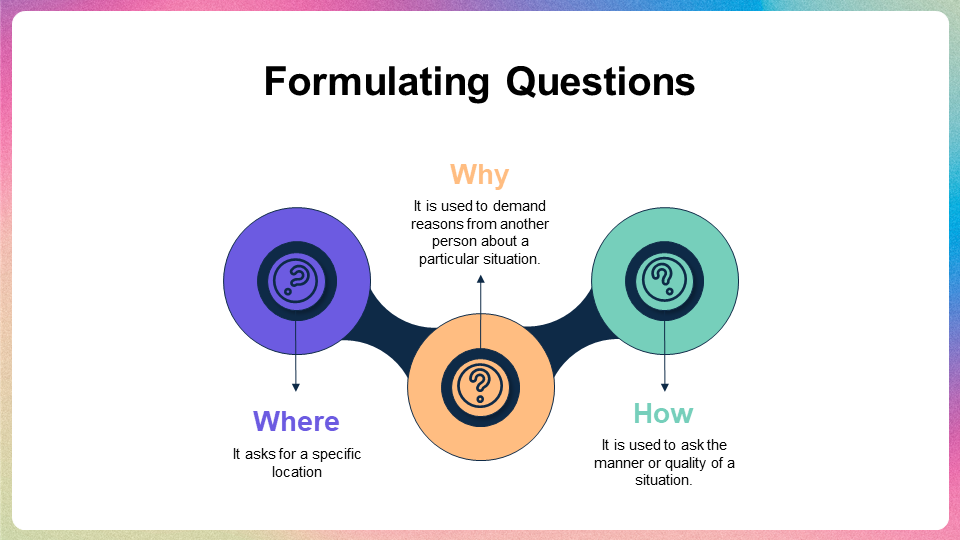 Formulating Questions
Why
It is used to demand
reasons from another
person about a
particular situation.
Where
It asks for a specific
location
How
It is used to ask the
manner or quality of a
situation.